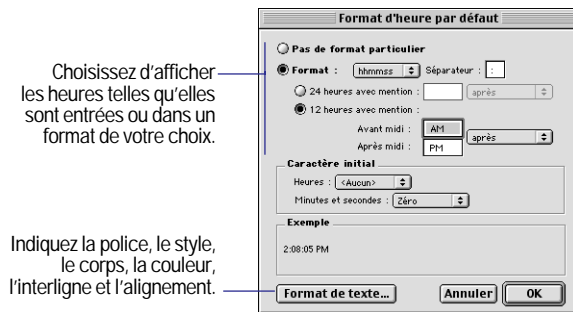 Format d'heure par défaut
Pas de format particulier
Format : hhmmss Séparateur : :
24 heures avec mention : après
12 heures avec mention :
Avant midi : AM
après
Après midi : PM
Caractère initial
Heures : <Aucun>
Minutes et secondes : Zéro
Exemple
2:08:05 PM
Format de texte... Annuler OK
Choisissez d'afficher
les heures telles qu'elles
sont entrées ou dans un
format de votre choix.
Indiquez la police, le style,
le corps, la couleur,
l'interligne et l'alignement.